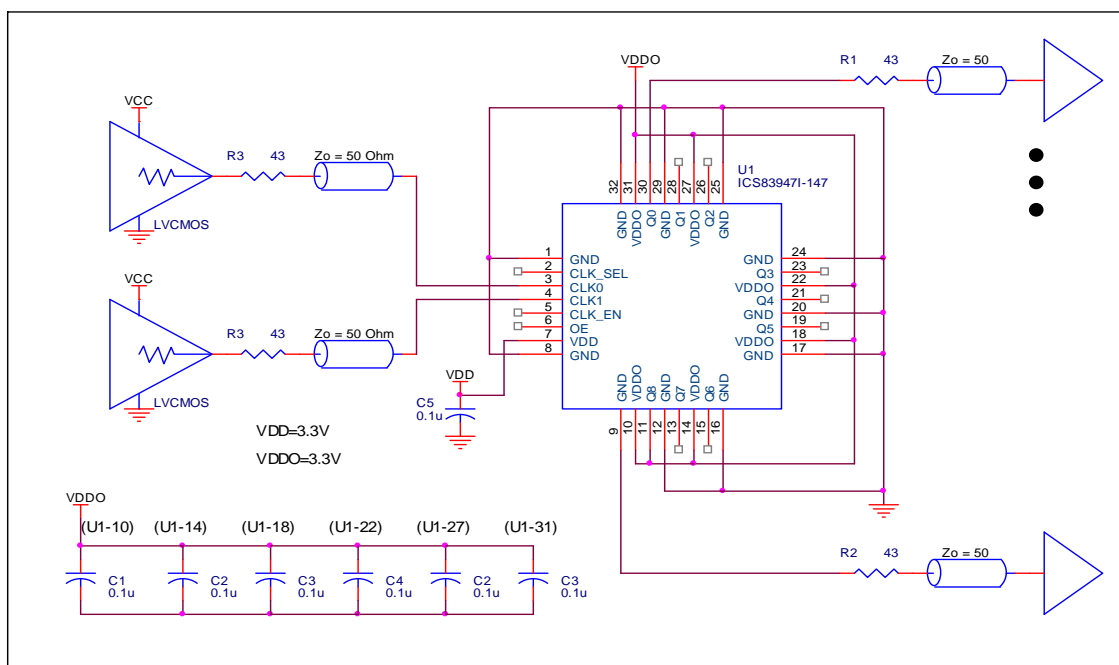 VDDO
R1 43
Zo = 50
VCC
R3 43
Zo = 50 Ohm
LVCMOS
VCC
R3 43
Zo = 50 Ohm
LVCMOS
U1
ICS83947I-147
32
31
30
29
28
27
26
25
GND
VDDO
Q0
GND
Q1
VDDO
Q2
GND
1 GND
2 CLK_SEL
3 CLK0
4 CLK1
5 CLK_EN
6 OE
7 VDD
8 GND
GND 24
Q3 23
VDDO 22
Q4 21
GND 20
Q5 19
VDDO 18
GND 17
GND
VDDO
Q8
GND
Q7
VDDO
Q6
GND
9
10
11
12
13
14
15
16
VDD
C5
0.1u
VDD=3.3V
VDDO=3.3V
VDDO
(U1-10) (U1-14) (U1-18) (U1-22) (U1-27) (U1-31)
C1 C2 C3 C4 C2 C3
0.1u 0.1u 0.1u 0.1u 0.1u 0.1u
R2 43
Zo = 50